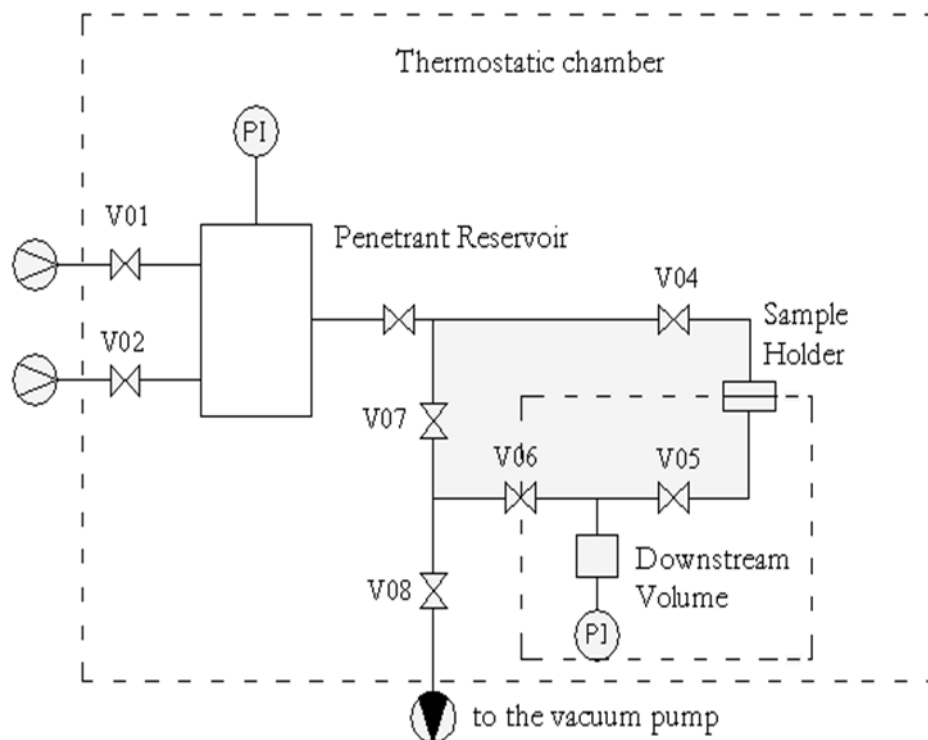 Thermostatic chamber
PI
V01
Penetrant Reservoir
V04
Sample
Holder
V02
V07
V06
V05
Downstream
Volume
V08
PI
to the vacuum pump